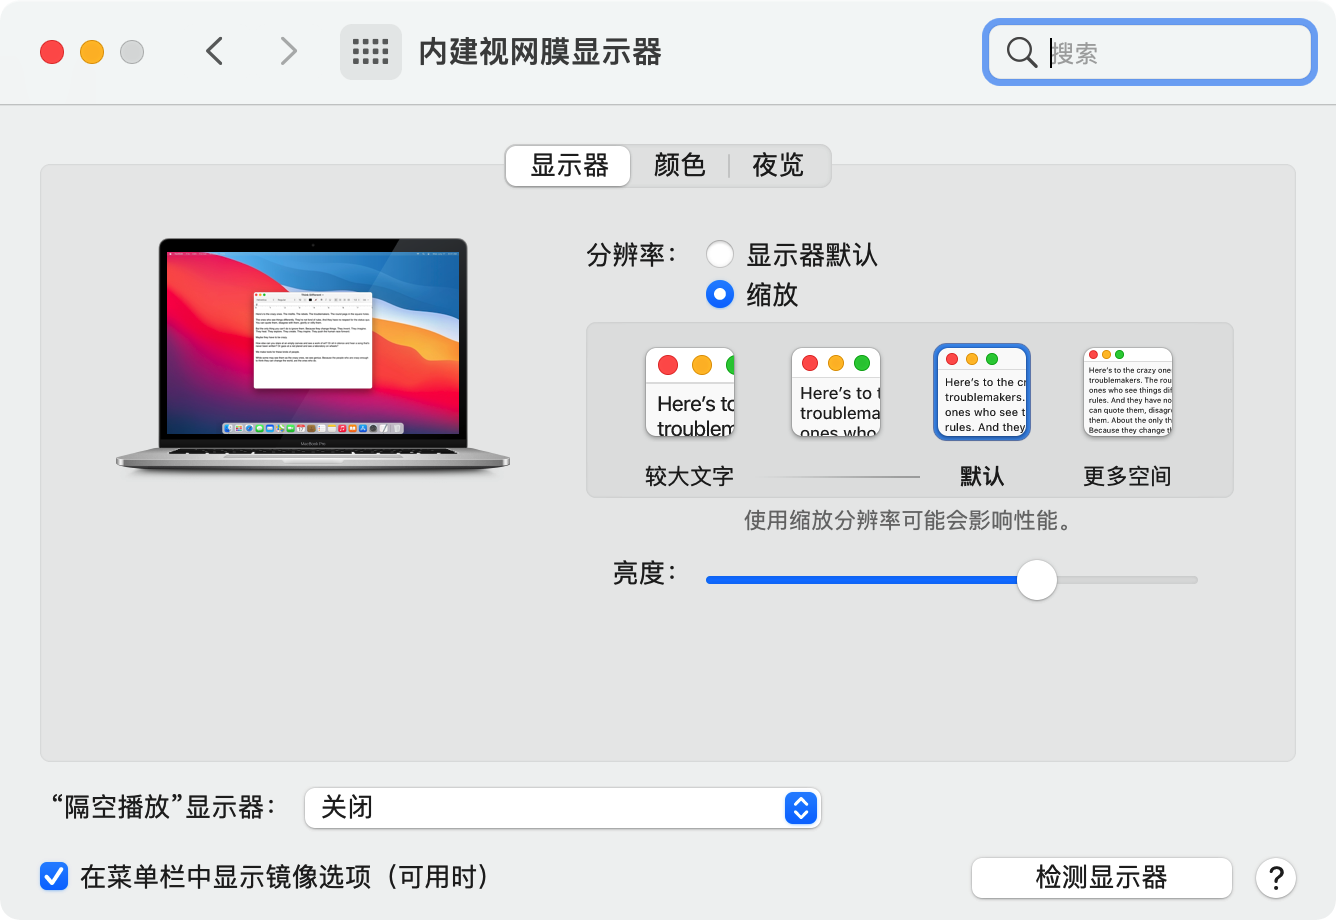 内建视网膜显示器
搜索
显示器
颜色
夜览
分辨率：
显示器默认
缩放
Here's to
troublem
Here's to t
troublema
ones who
Here's to the cr
troublemakers.
ones who see t
rules. And they
Here's to the crazy one
troublemakers. The rou
ones who see things dif
rules. And they have no
can quote them, disagr
them. About the only th
Because they change t
较大文字
默认
更多空间
使用缩放分辨率可能会影响性能。
亮度：
MacBook Pro
“隔空播放”显示器：
关闭
在菜单栏中显示镜像选项（可用时）
检测显示器
?